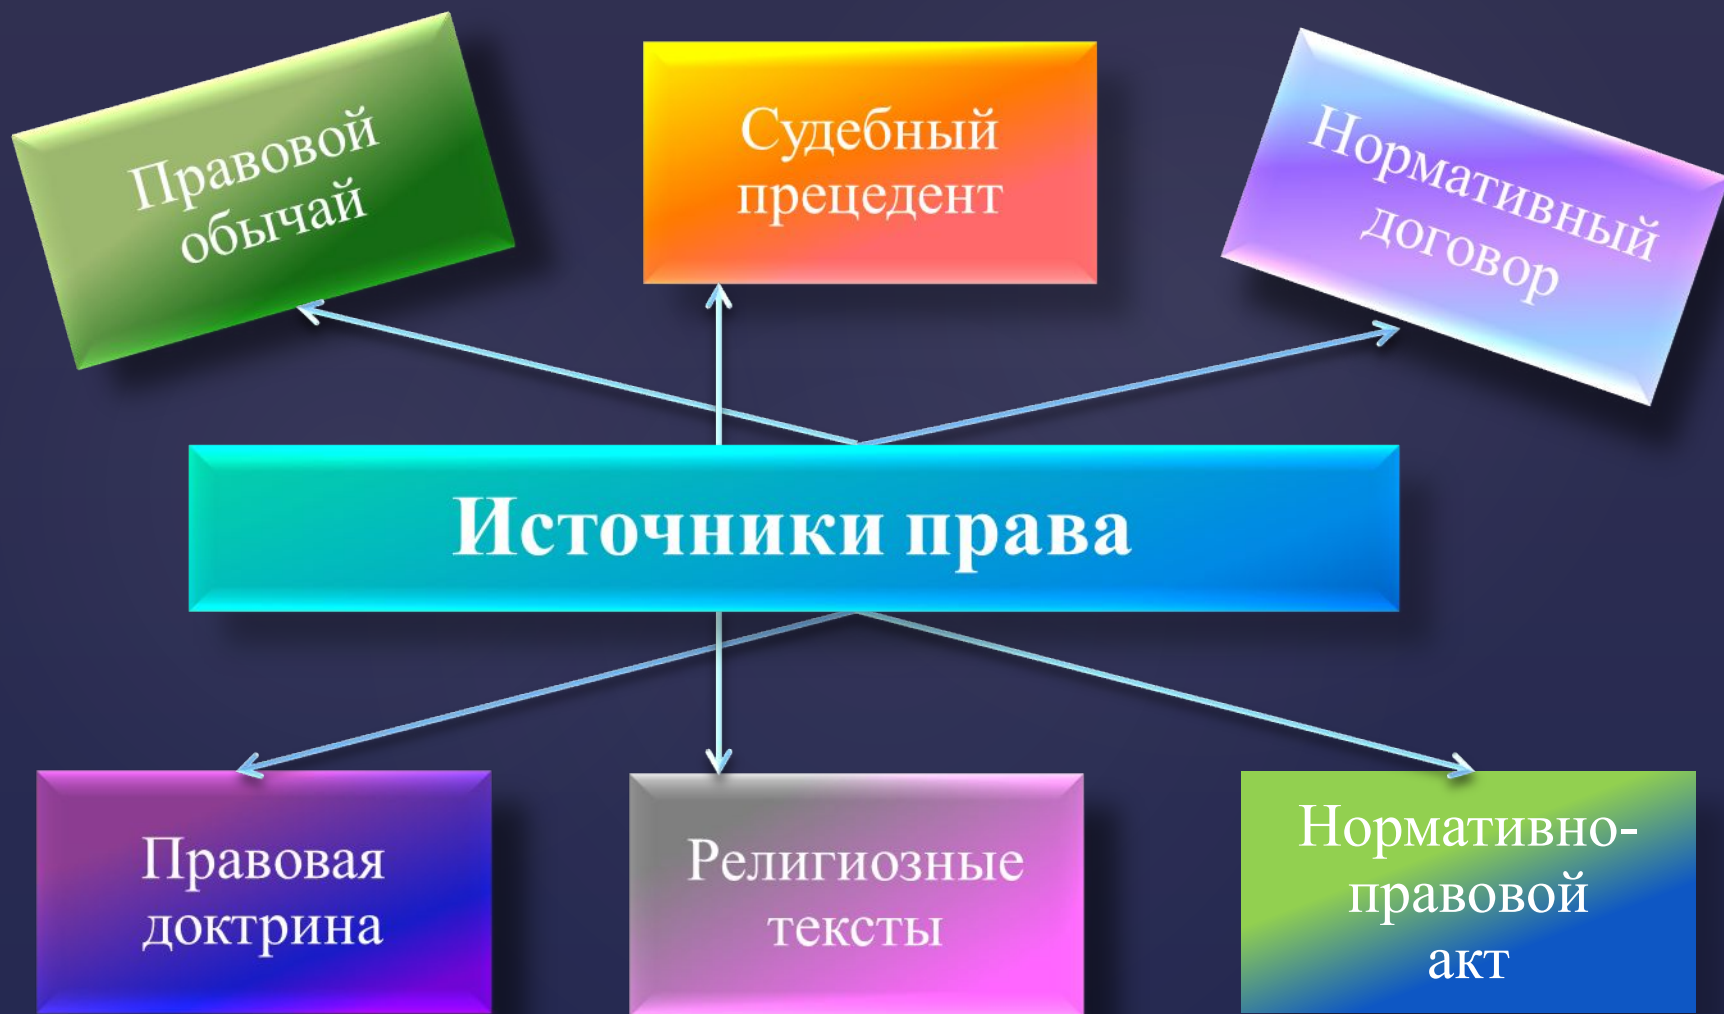 Правовой
обычай
Судебный
прецедент
Нормативный
договор
Источники права
Правовая
доктрина
Религиозные
тексты
Нормативно-
правовой
акт